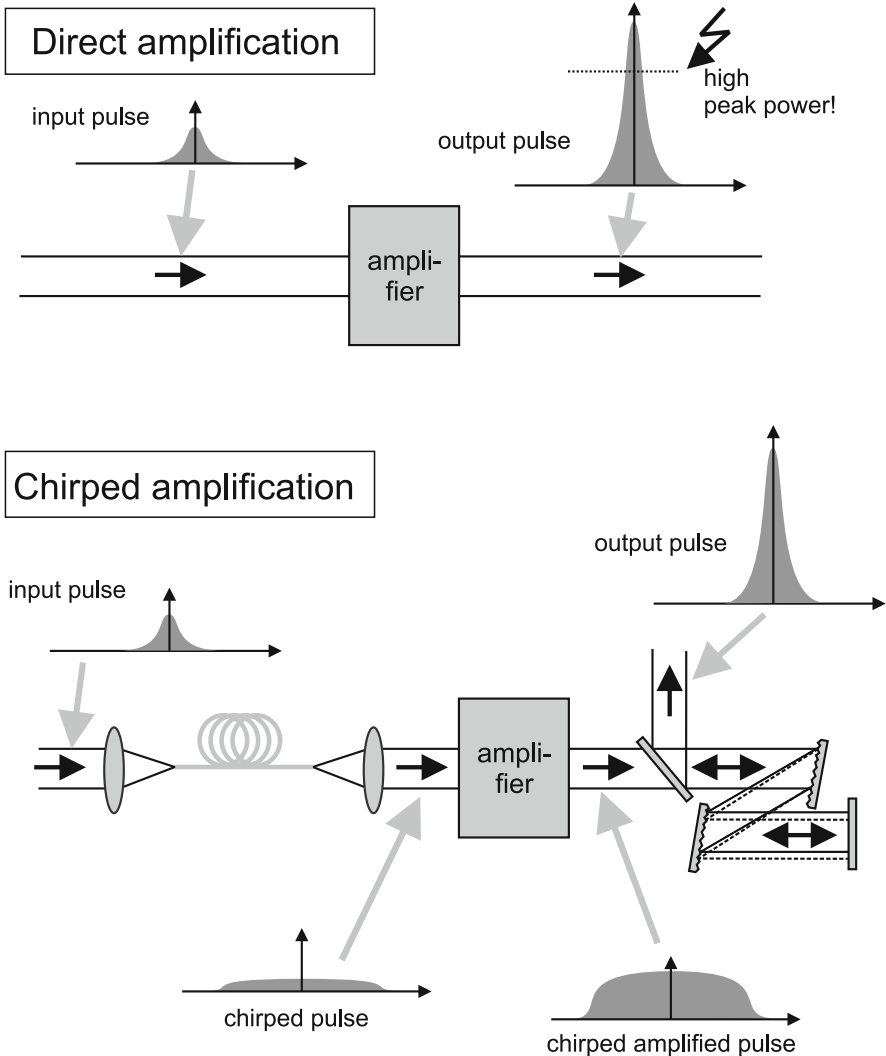 Direct amplification
input pulse
output pulse
high
peak power!
ampli-
fier
Chirped amplification
input pulse
output pulse
ampli-
fier
chirped pulse
chirped amplified pulse